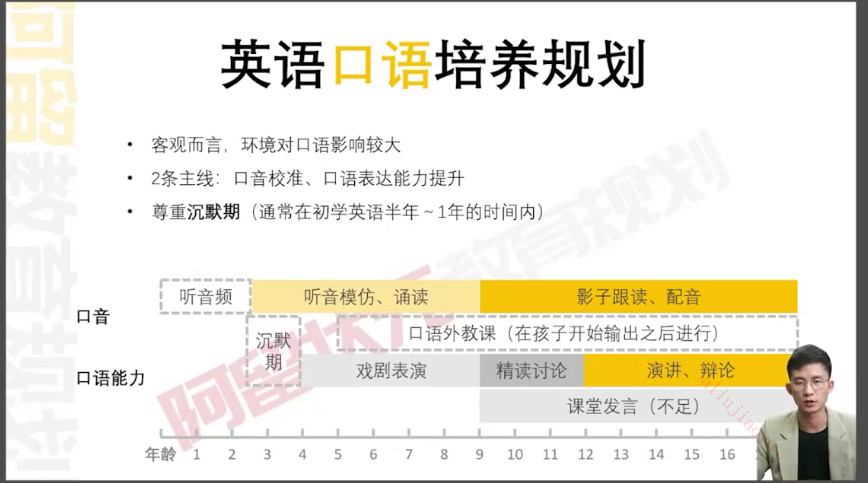 英语口语培养规划
• 客观而言，环境对口语影响较大
• 2条主线：口音校准、口语表达能力提升
• 尊重沉默期（通常在初学英语半年～1年的时间内）
口音
听音频
听音模仿、诵读
影子跟读、配音
沉默期
口语外教课（在孩子开始输出之后进行）
口语能力
戏剧表演
精读讨论
演讲、辩论
课堂发言（不足）
年龄 1 2 3 4 5 6 7 8 9 10 11 12 13 14 15 16
阿留状元教育规划
阿留教育规划